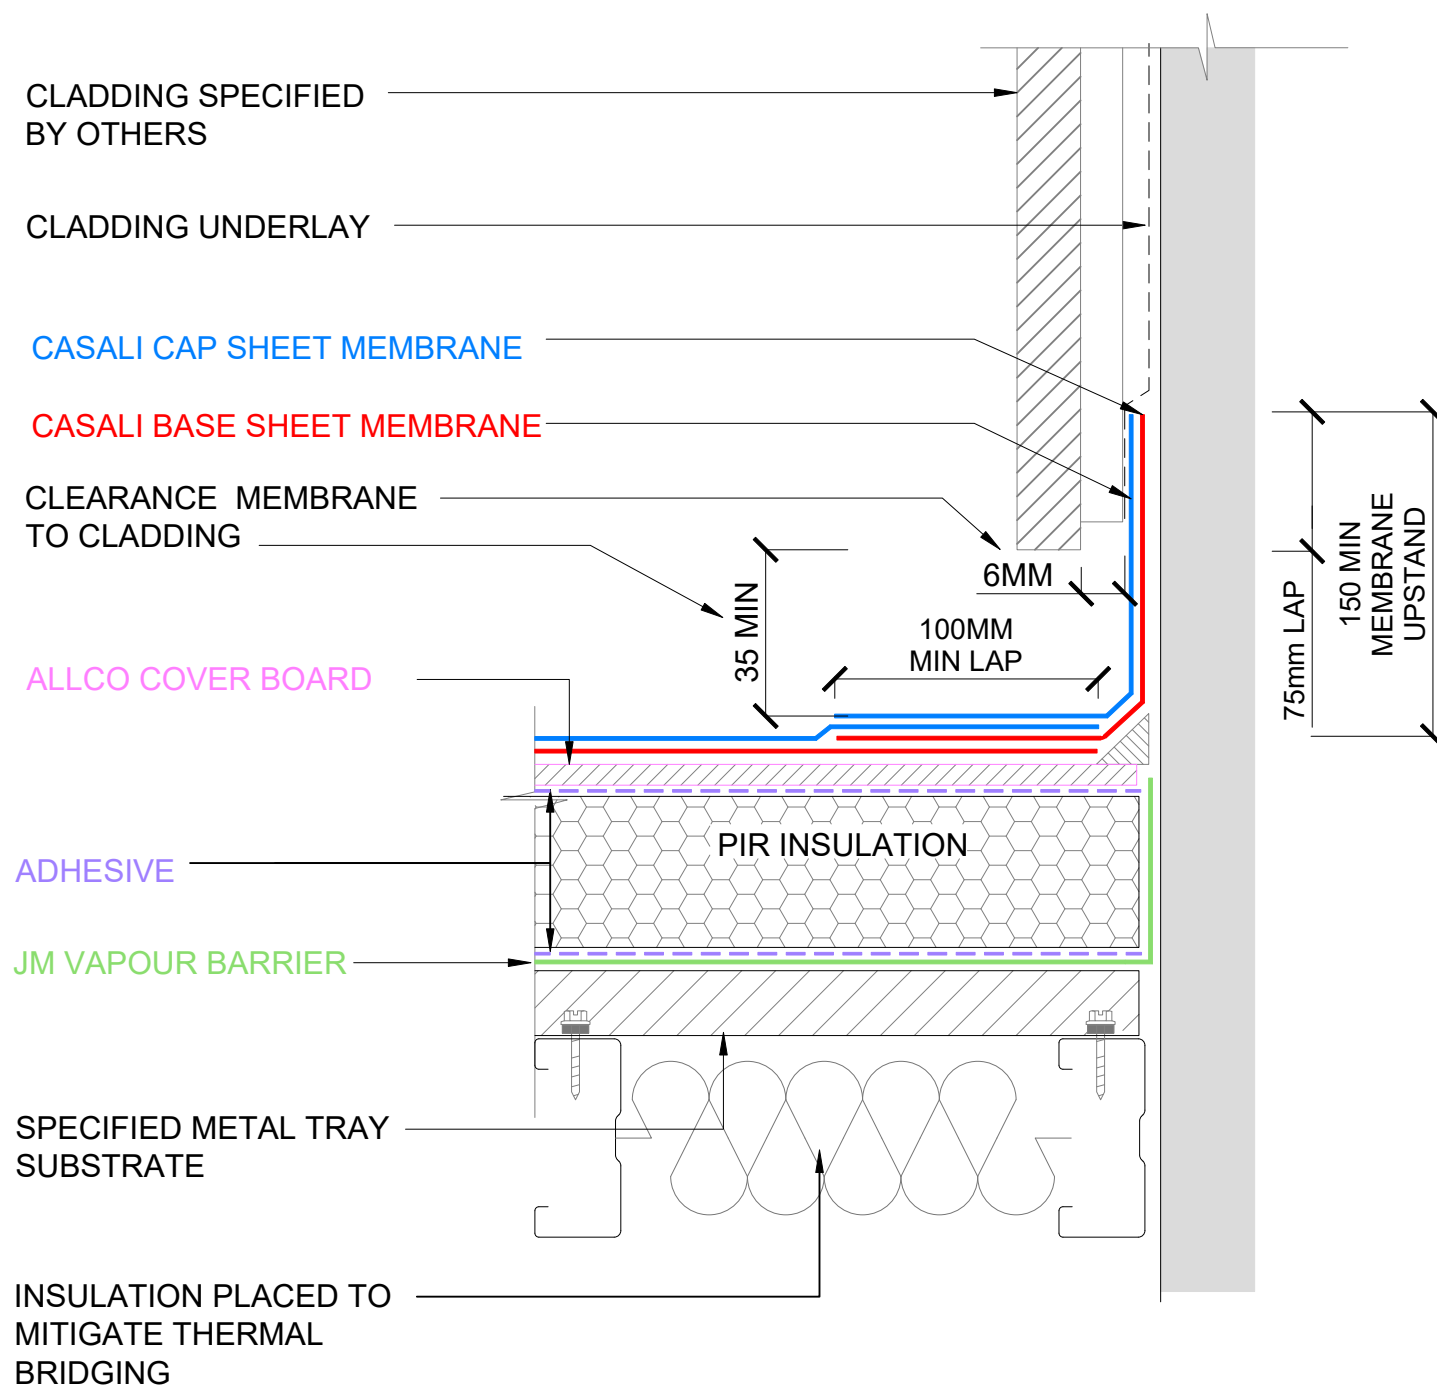 CLADDING SPECIFIED
BY OTHERS
CLADDING UNDERLAY
CASALI CAP SHEET MEMBRANE
CASALI BASE SHEET MEMBRANE
CLEARANCE  MEMBRANE
TO CLADDING
6MM
35 MIN
100MM
MIN LAP
75mm LAP
150 MIN
MEMBRANE
UPSTAND
ALLCO COVER BOARD
PIR INSULATION
ADHESIVE
JM VAPOUR BARRIER
SPECIFIED METAL TRAY
SUBSTRATE
INSULATION PLACED TO
MITIGATE THERMAL
BRIDGING